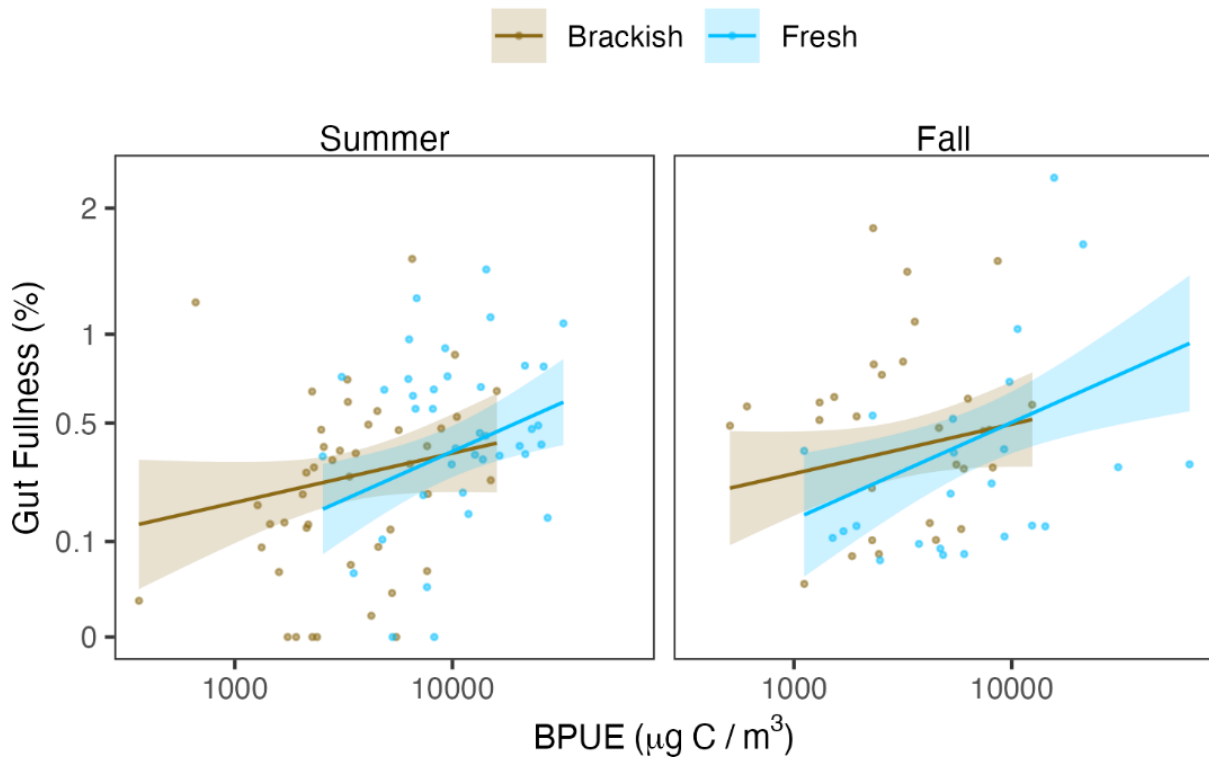 Brackish Fresh
Summer Fall
2
1
0.5
0.1
0
Gut Fullness (%)
1000 10000 1000 10000
BPUE (μg C / m³)